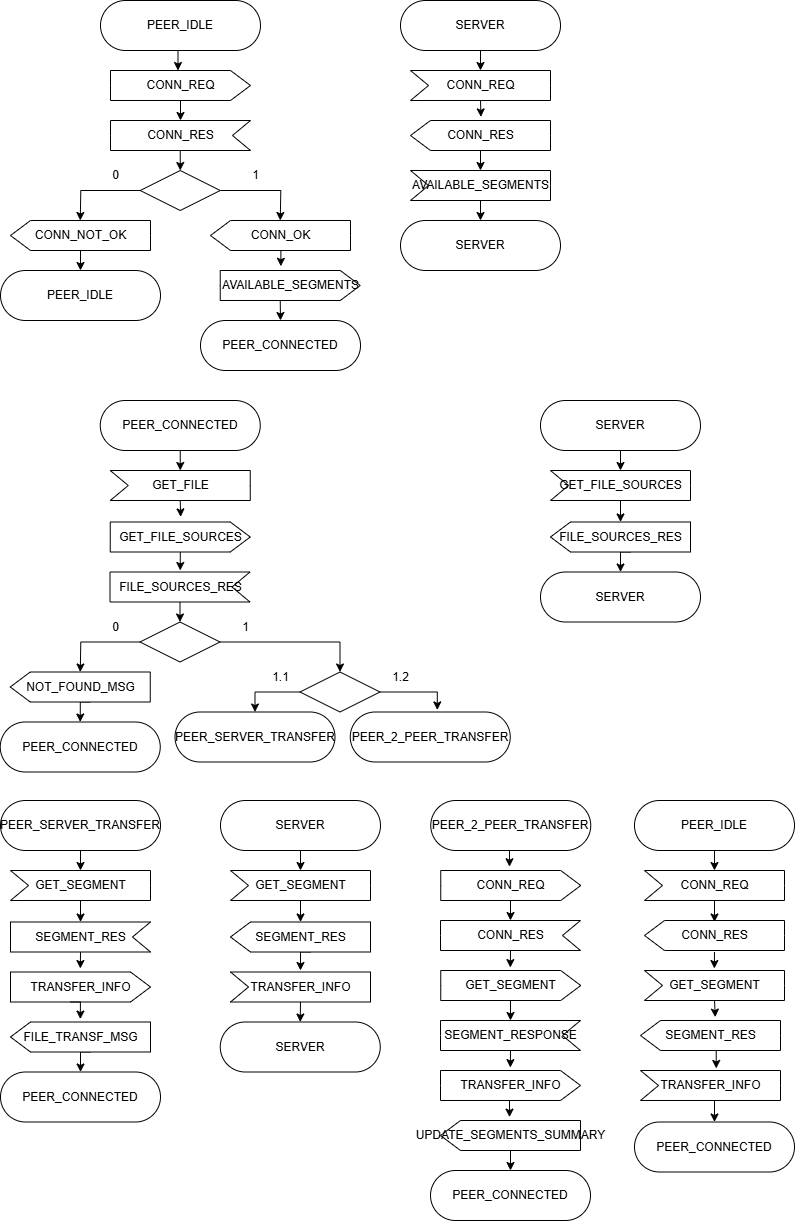 PEER_IDLE
CONN_REQ
CONN_RES
0
1
CONN_NOT_OK
PEER_IDLE
CONN_OK
AVAILABLE_SEGMENTS
PEER_CONNECTED
SERVER
CONN_REQ
CONN_RES
AVAILABLE_SEGMENTS
SERVER
PEER_CONNECTED
GET_FILE
GET_FILE_SOURCES
FILE_SOURCES_RES
0
1
NOT_FOUND_MSG
PEER_CONNECTED
1.1
1.2
PEER_SERVER_TRANSFER
PEER_2_PEER_TRANSFER
SERVER
GET_FILE_SOURCES
FILE_SOURCES_RES
SERVER
PEER_SERVER_TRANSFER
GET_SEGMENT
SEGMENT_RES
TRANSFER_INFO
FILE_TRANSF_MSG
PEER_CONNECTED
SERVER
GET_SEGMENT
SEGMENT_RES
TRANSFER_INFO
SERVER
PEER_2_PEER_TRANSFER
CONN_REQ
CONN_RES
GET_SEGMENT
SEGMENT_RESPONSE
TRANSFER_INFO
UPDATE_SEGMENTS_SUMMARY
PEER_CONNECTED
PEER_IDLE
CONN_REQ
CONN_RES
GET_SEGMENT
SEGMENT_RES
TRANSFER_INFO
PEER_CONNECTED